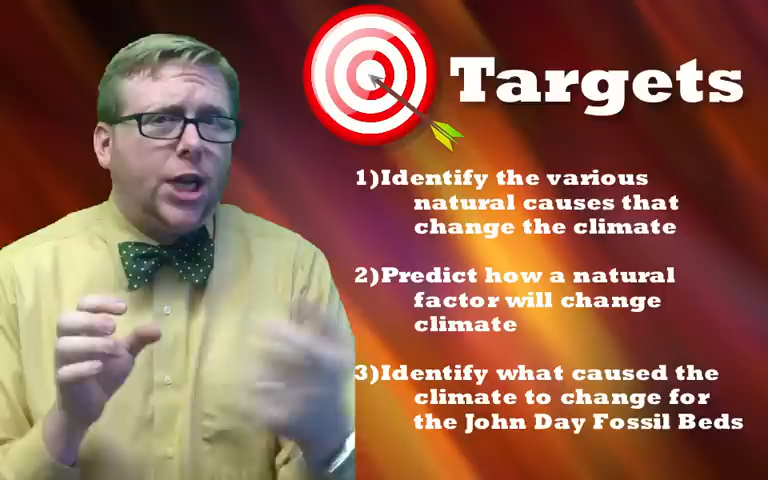 Targets
1)Identify the various
natural causes that
change the climate
2)Predict how a natural
factor will change
climate
3)Identify what caused the
climate to change for
the John Day Fossil Beds